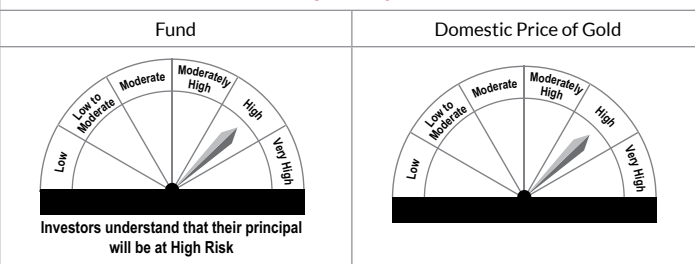 Fund
Domestic Price of Gold
Low
Low to
Moderate
Moderate
Moderately
High
High
Very High
Low
Low to
Moderate
Moderate
Moderately
High
High
Very High
Investors understand that their principal
will be at High Risk